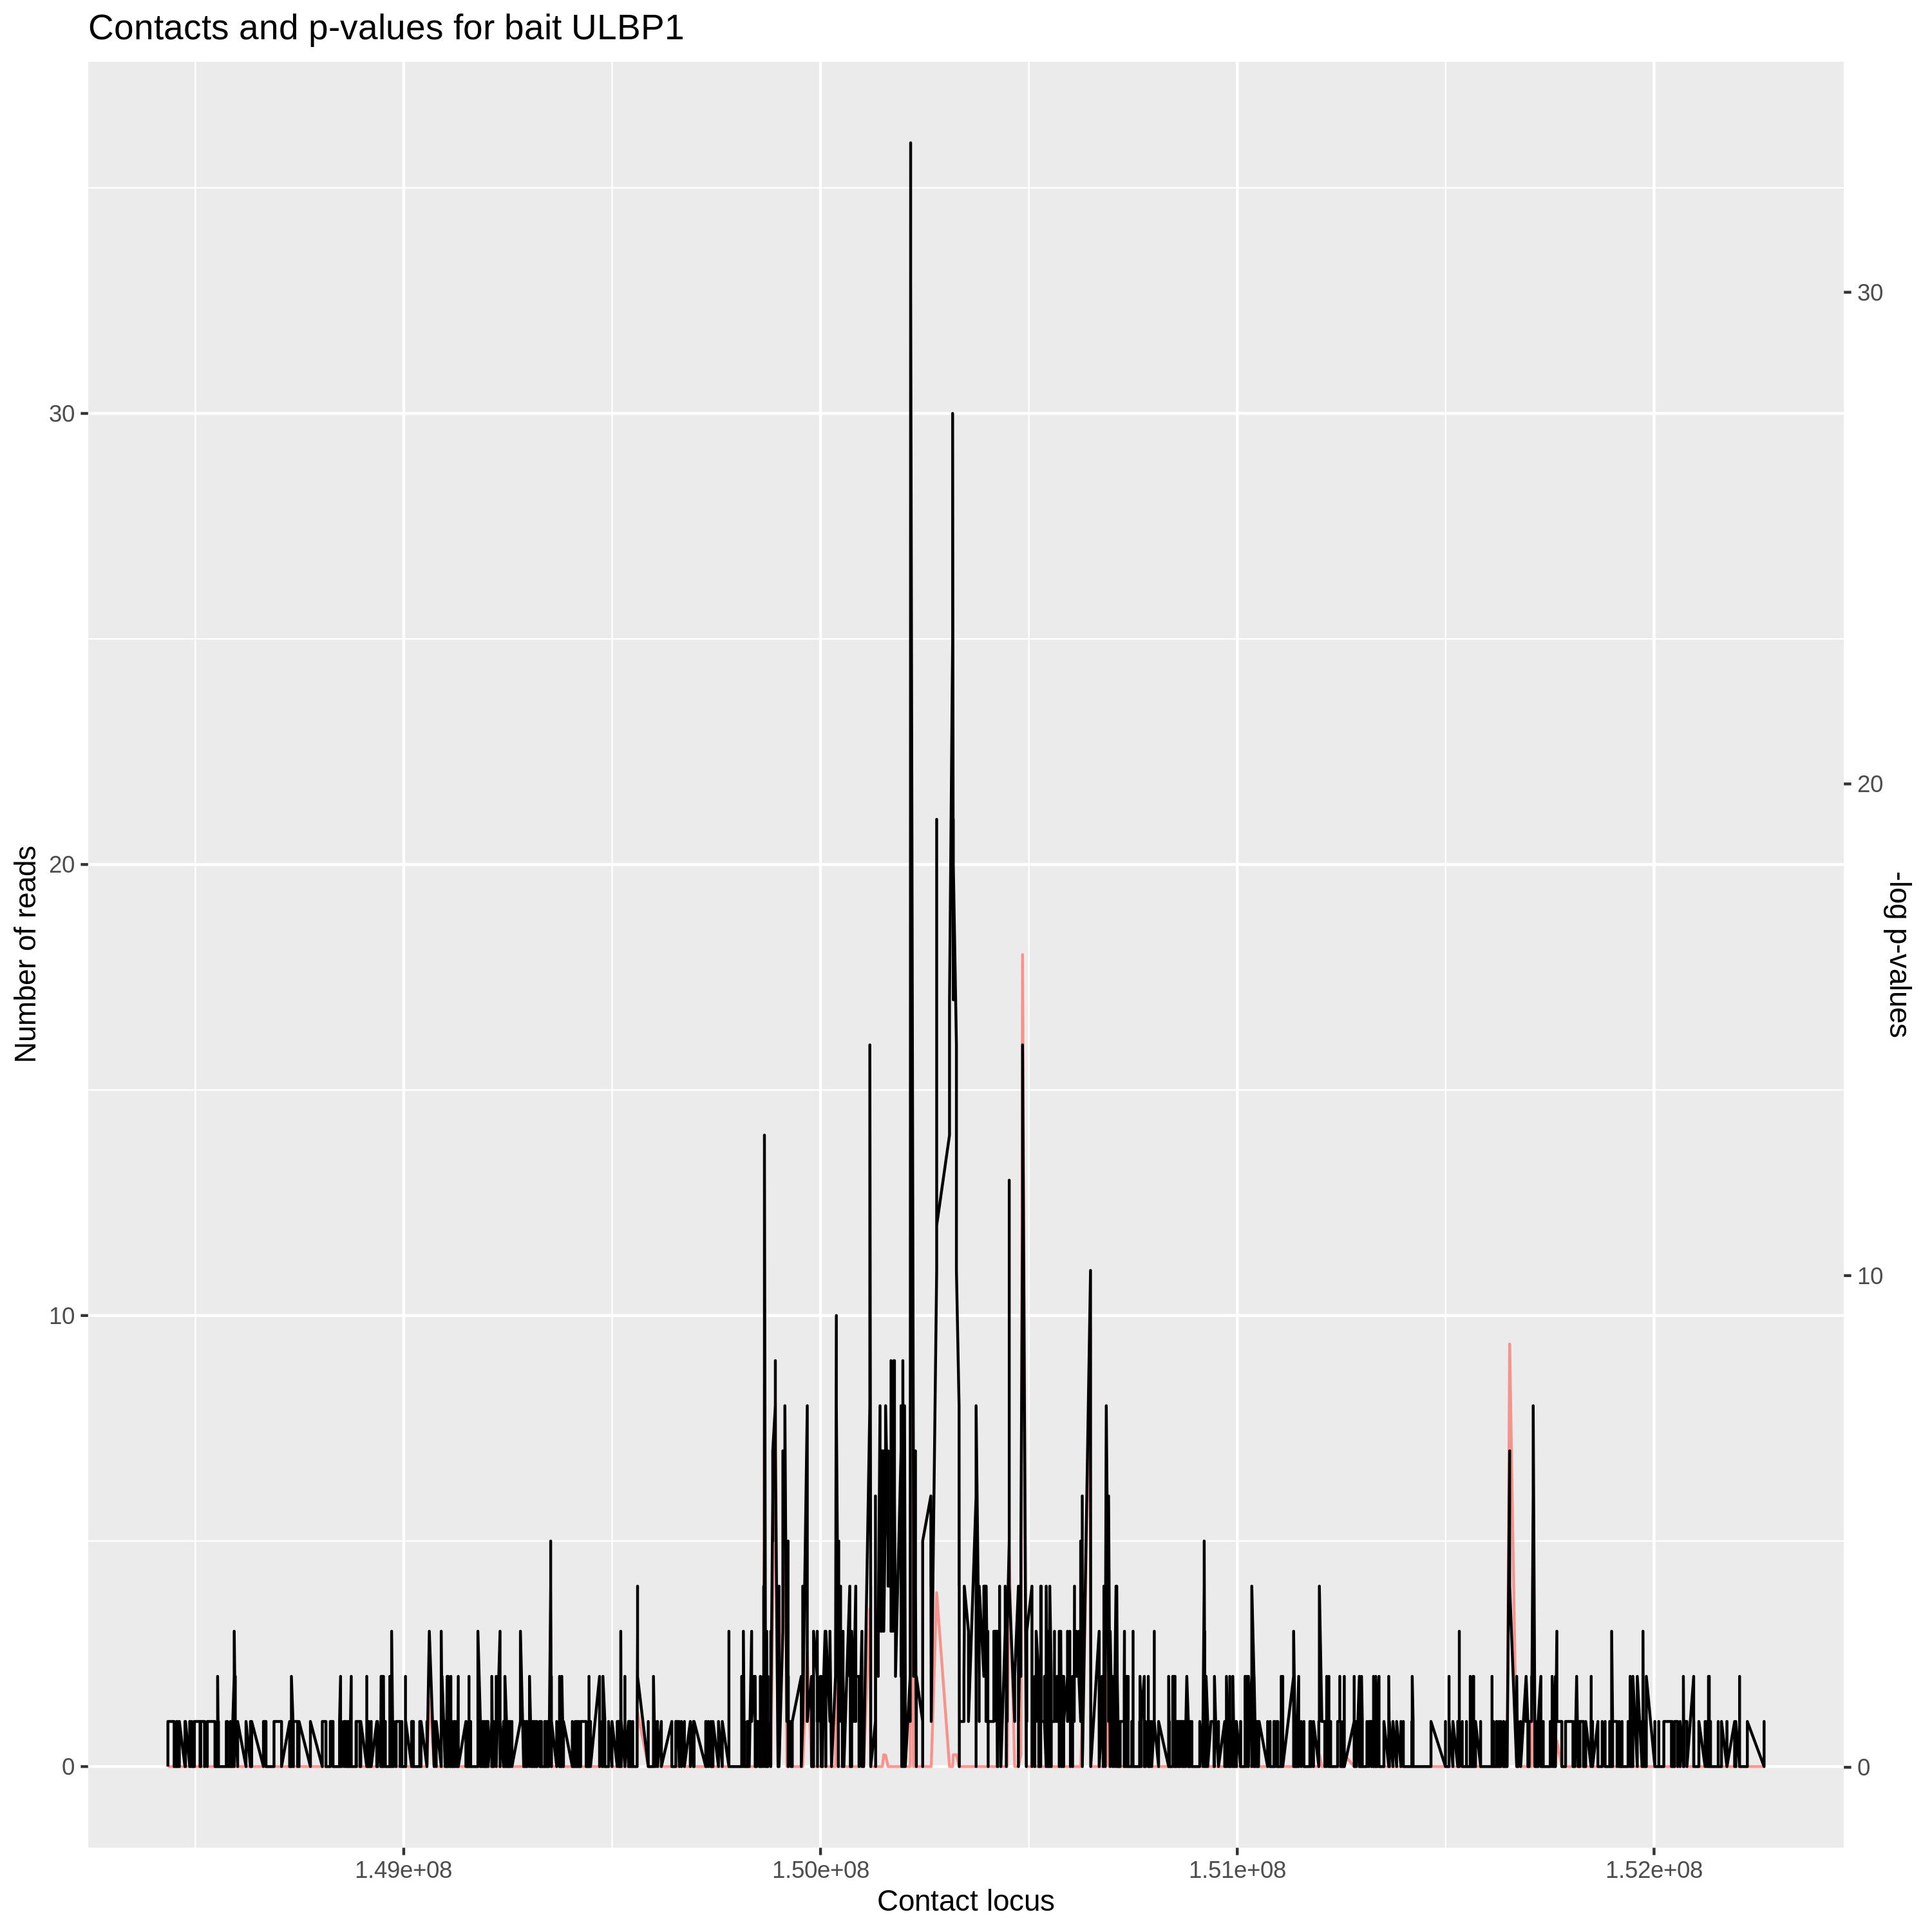 Contacts and p-values for bait ULBP1
30
20
10
0
Number of reads
30
20
10
0
-log p-values
1.49e+08
1.50e+08
1.51e+08
1.52e+08
Contact locus